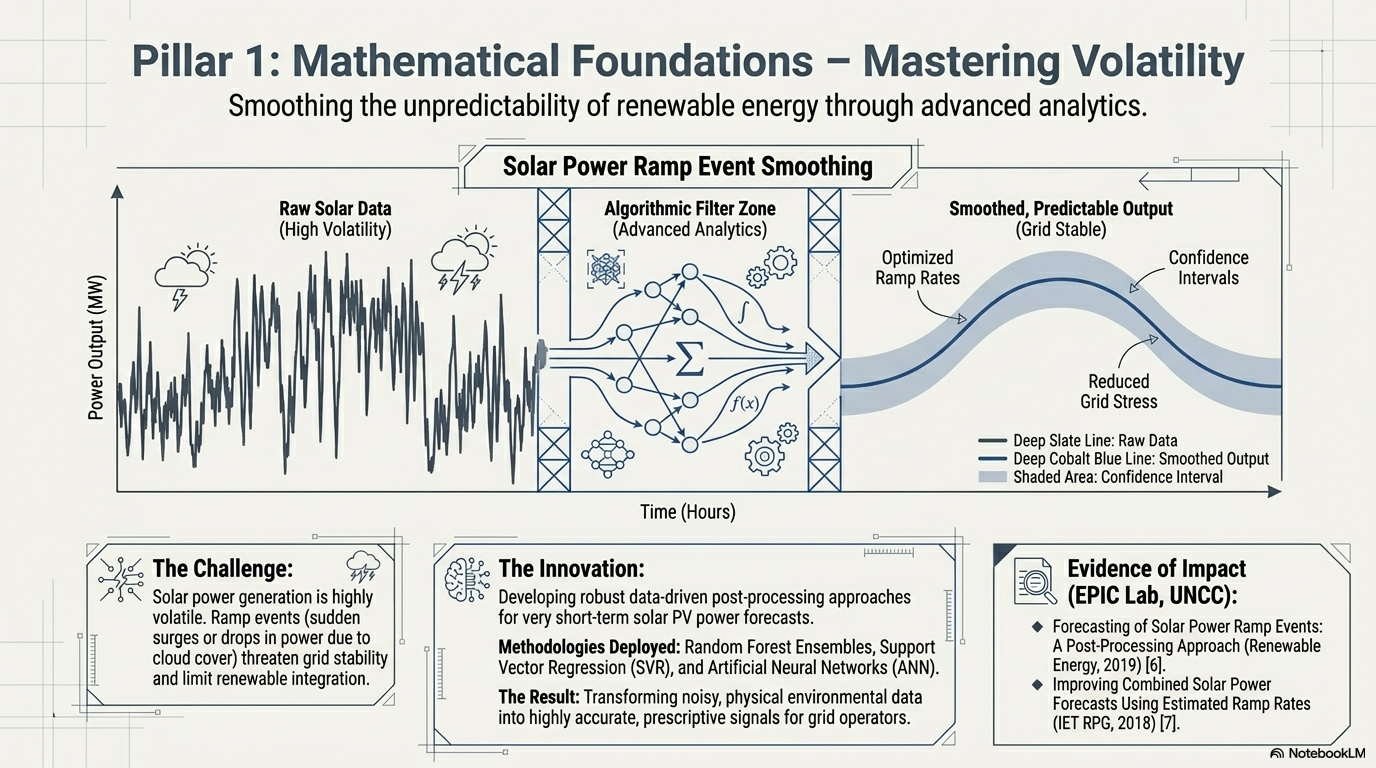 Pillar 1: Mathematical Foundations – Mastering Volatility
Smoothing the unpredictability of renewable energy through advanced analytics.
Solar Power Ramp Event Smoothing
Raw Solar Data
(High Volatility)
Algorithmic Filter Zone
(Advanced Analytics)
Smoothed, Predictable Output
(Grid Stable)
Optimized
Ramp Rates
Confidence
Intervals
Power Output (MW)
∫
Σ
f(x)
Reduced
Grid Stress
Deep Slate Line: Raw Data
Deep Cobalt Blue Line: Smoothed Output
Shaded Area: Confidence Interval
Time (Hours)
The Challenge:
Solar power generation is highly
volatile. Ramp events (sudden
surges or drops in power due to
cloud cover) threaten grid stability
and limit renewable integration.
The Innovation:
Developing robust data-driven post-processing approaches
for very short-term solar PV power forecasts.
Methodologies Deployed: Random Forest Ensembles, Support
Vector Regression (SVR), and Artificial Neural Networks (ANN).
The Result: Transforming noisy, physical environmental data
into highly accurate, prescriptive signals for grid operators.
Evidence of Impact
(EPIC Lab, UNCC):
◆ Forecasting of Solar Power Ramp Events:
A Post-Processing Approach (Renewable
Energy, 2019) [6].
◆ Improving Combined Solar Power
Forecasts Using Estimated Ramp Rates
(IET RPG, 2018) [7].
NotebookLM